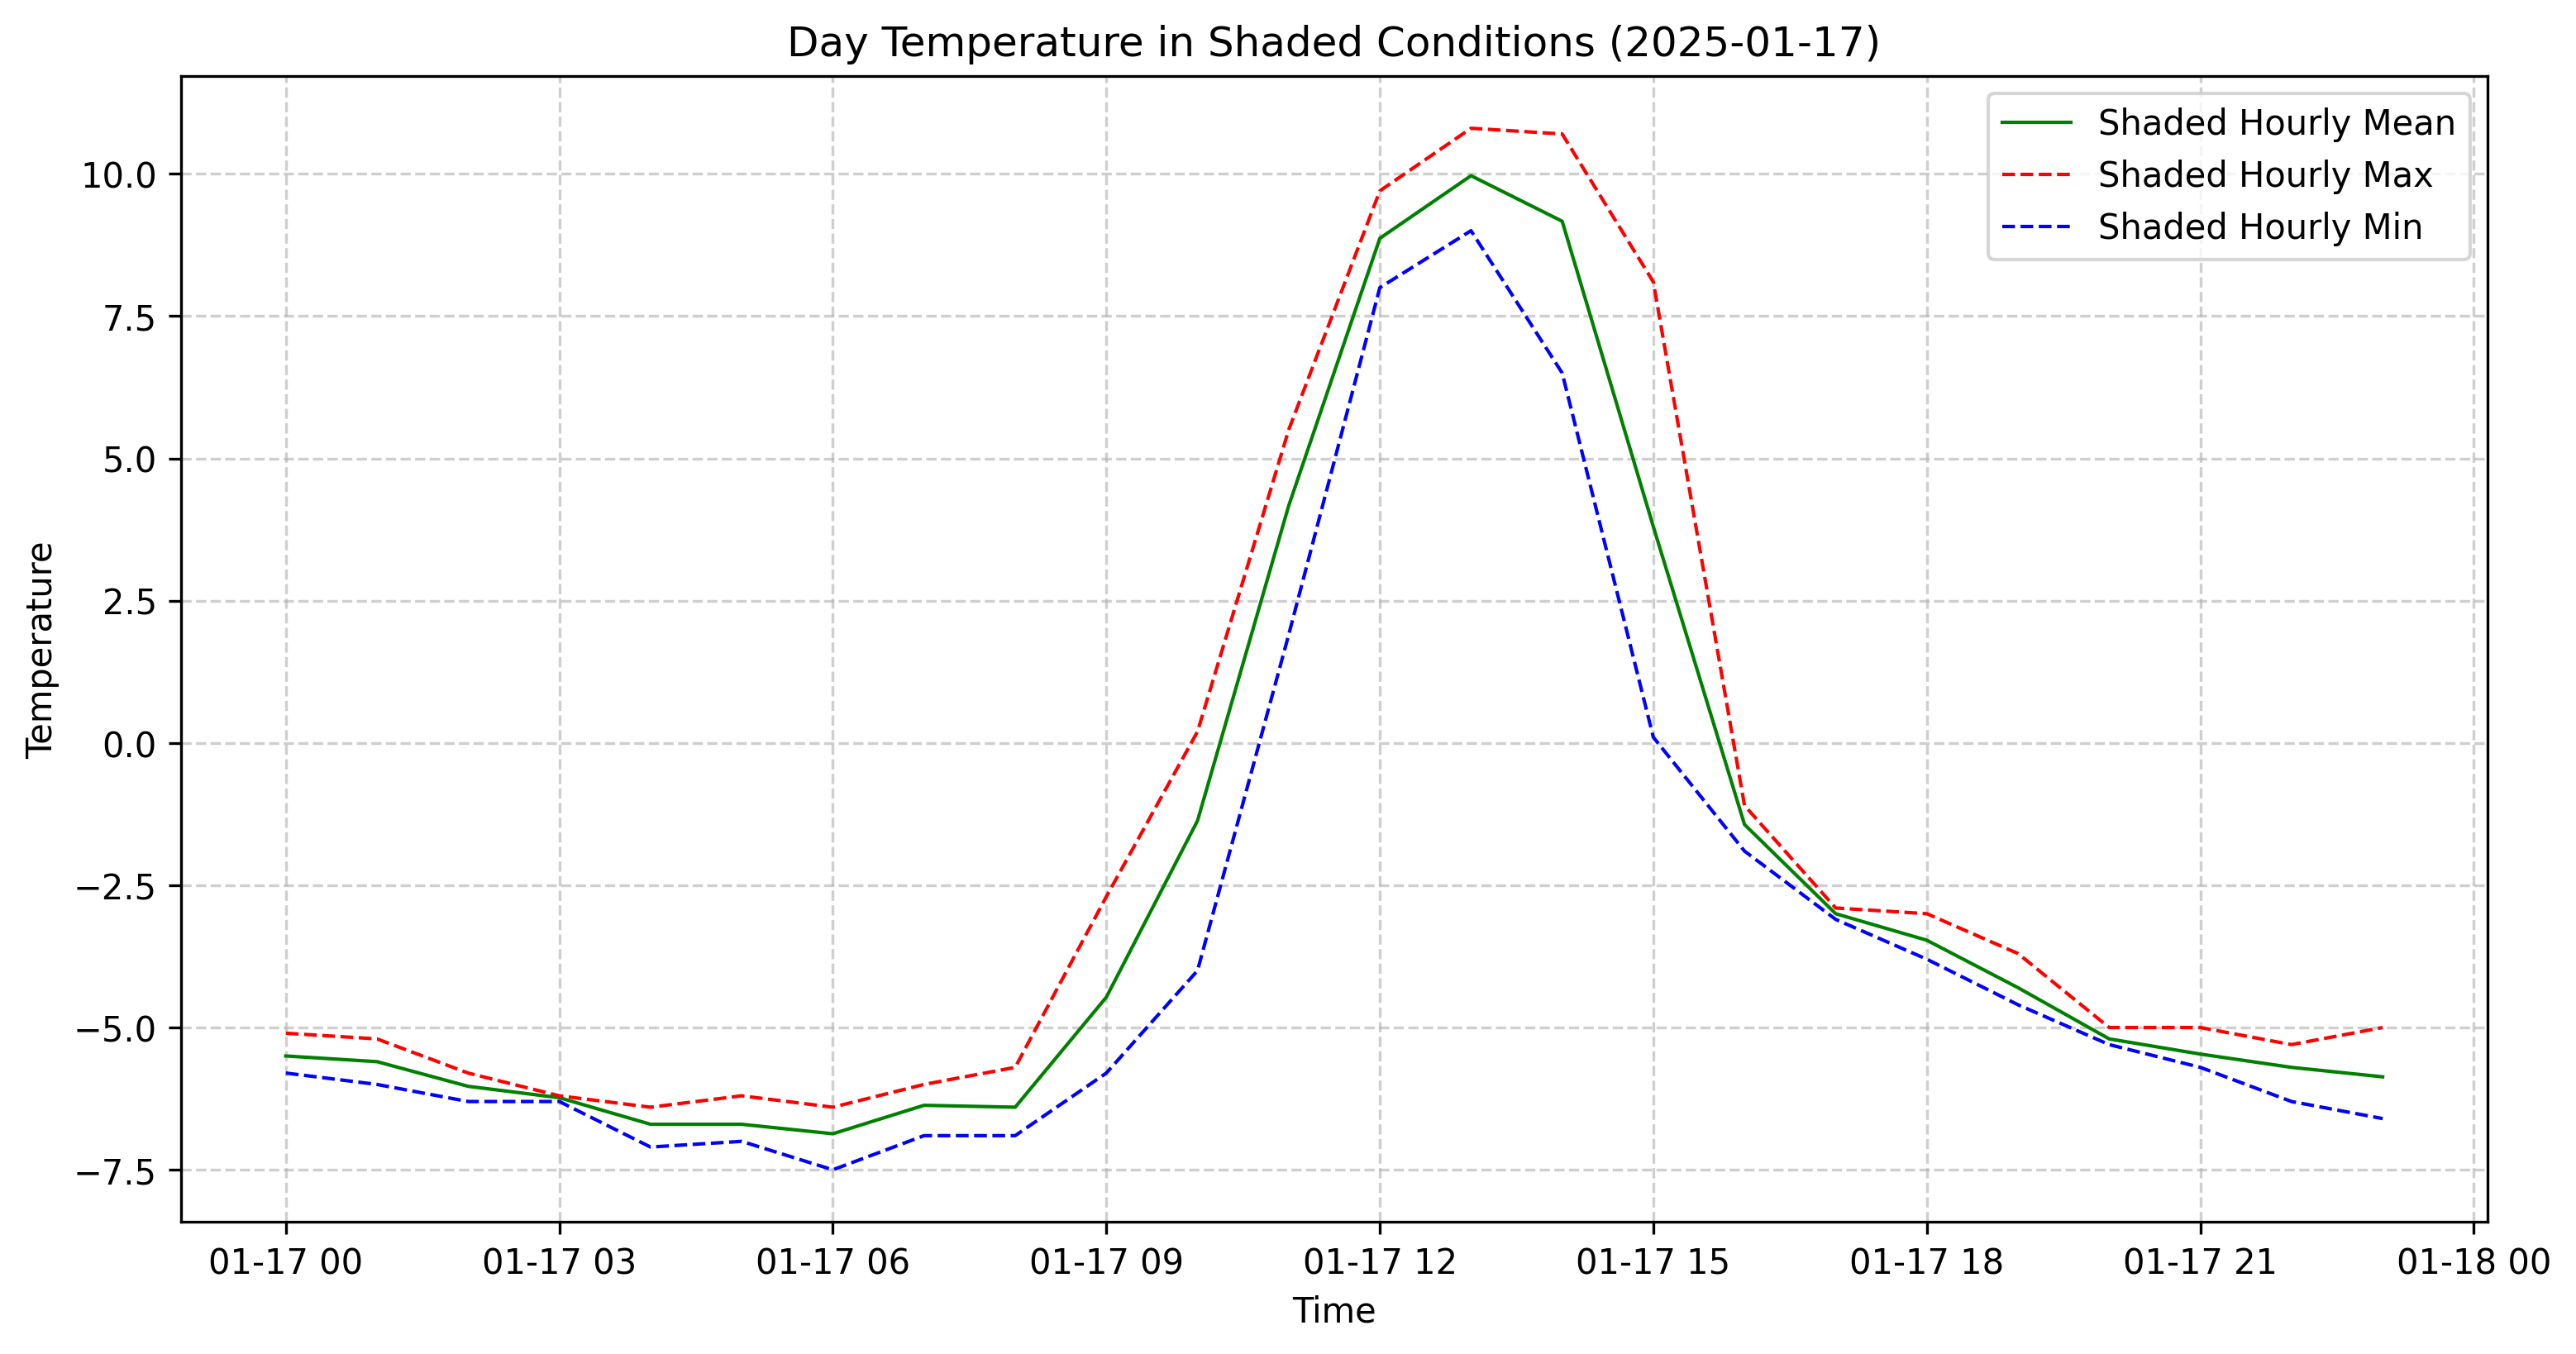 Day Temperature in Shaded Conditions (2025-01-17)
Shaded Hourly Mean
Shaded Hourly Max
Shaded Hourly Min
10.0
7.5
5.0
2.5
0.0
−2.5
−5.0
−7.5
Temperature
01-17 00
01-17 03
01-17 06
01-17 09
01-17 12
01-17 15
01-17 18
01-17 21
01-18 00
Time